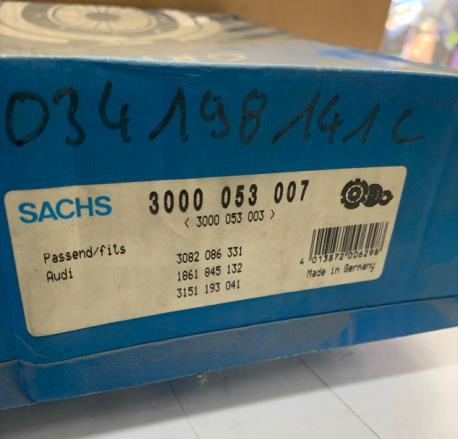 034198141C
SACHS
3000 053 007
< 3000 053 003 >
Passend/fits
Audi
3082 086 331
1861 845 132
3151 193 041
4 013872 006298
Made in Germany